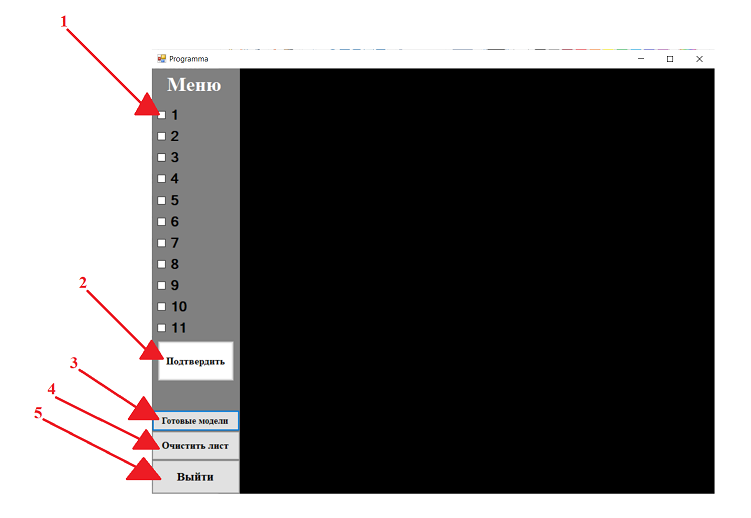 1
Programma
Меню
1
2
3
4
5
6
7
8
9
10
11
2
Подтвердить
3
Готовые модели
4
Очистить лист
5
Выйти